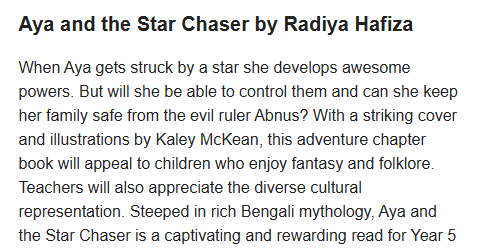 Aya and the Star Chaser by Radiya Hafiza
When Aya gets struck by a star she develops awesome
powers. But will she be able to control them and can she keep
her family safe from the evil ruler Abnus? With a striking cover
and illustrations by Kaley McKean, this adventure chapter
book will appeal to children who enjoy fantasy and folklore.
Teachers will also appreciate the diverse cultural
representation. Steeped in rich Bengali mythology, Aya and
the Star Chaser is a captivating and rewarding read for Year 5